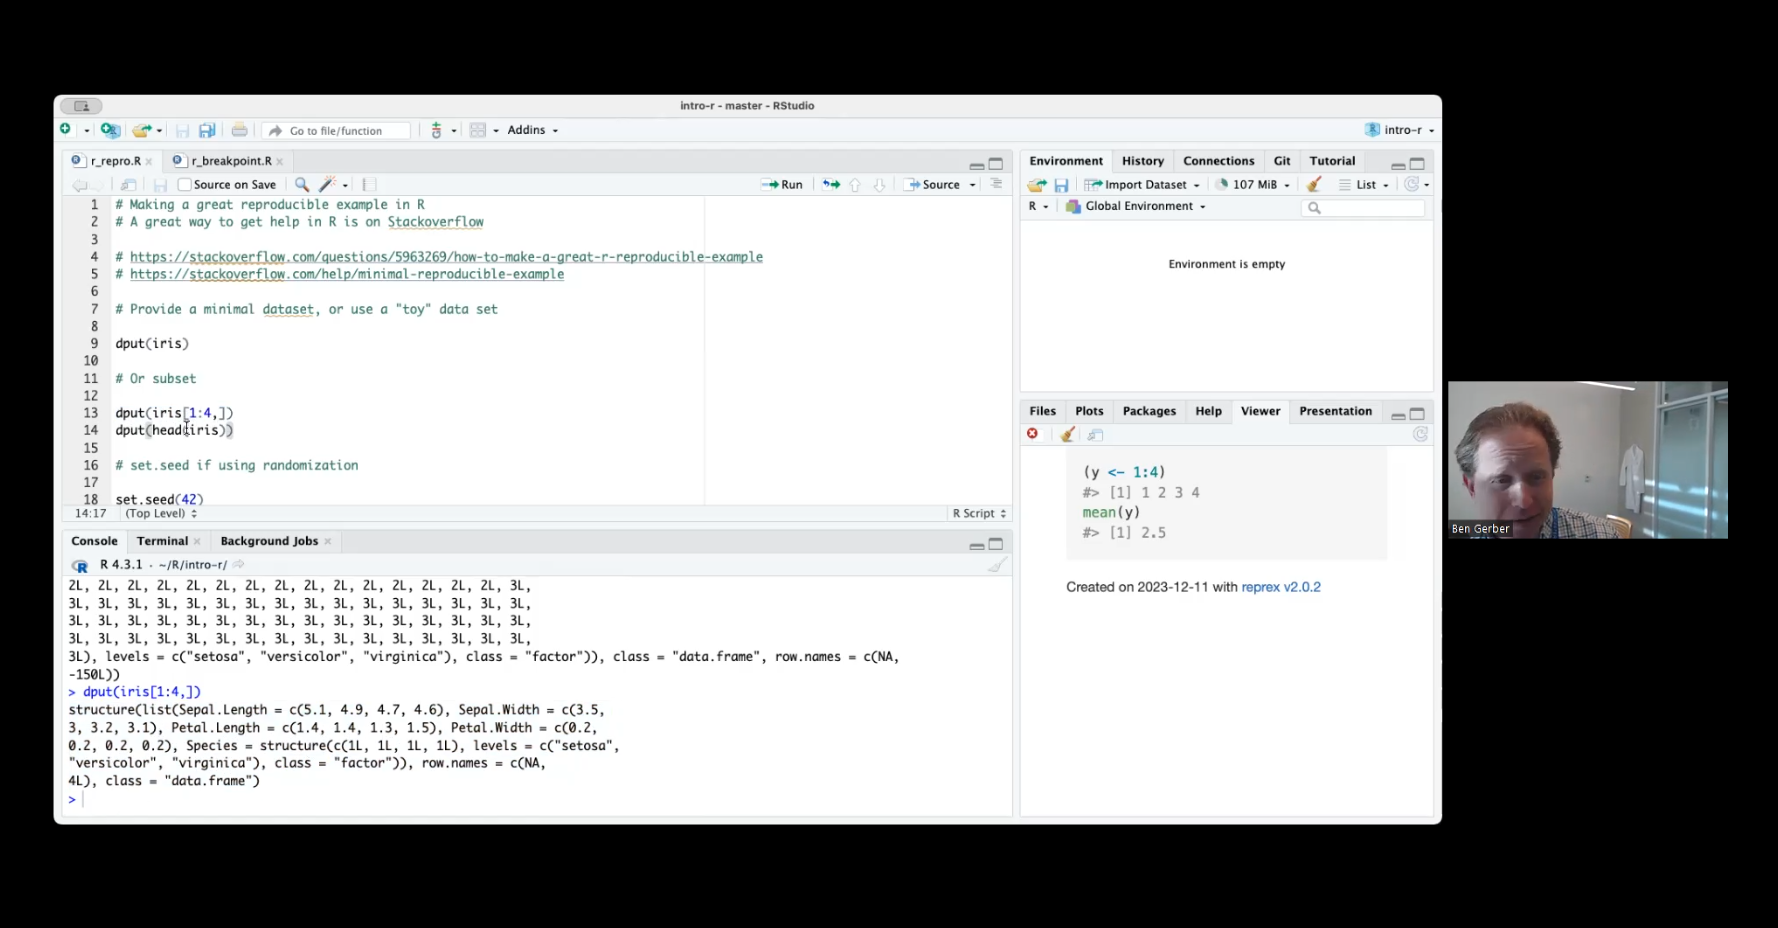 intro-r - master - RStudio
Go to file/function
Addins
intro-r
r_repro.R
r_breakpoint.R
Source on Save
Run
Source
1 # Making a great reproducible example in R
2 # A great way to get help in R is on Stackoverflow
3
4 # https://stackoverflow.com/questions/5963269/how-to-make-a-great-r-reproducible-example
5 # https://stackoverflow.com/help/minimal-reproducible-example
6
7 # Provide a minimal dataset, or use a "toy" data set
8
9 dput(iris)
10
11 # Or subset
12
13 dput(iris[1:4,])
14 dput(head(iris))
15
16 # set.seed if using randomization
17
18 set.seed(42)
14:17 (Top Level) R Script
Console Terminal Background Jobs
R 4.3.1 · ~/R/intro-r/
2L, 2L, 2L, 2L, 2L, 2L, 2L, 2L, 2L, 2L, 2L, 2L, 2L, 2L, 2L, 3L,
3L, 3L, 3L, 3L, 3L, 3L, 3L, 3L, 3L, 3L, 3L, 3L, 3L, 3L, 3L, 3L,
3L, 3L, 3L, 3L, 3L, 3L, 3L, 3L, 3L, 3L, 3L, 3L, 3L, 3L, 3L, 3L,
3L, 3L, 3L, 3L, 3L, 3L, 3L, 3L, 3L, 3L, 3L, 3L, 3L, 3L, 3L, 3L,
3L), levels = c("setosa", "versicolor", "virginica"), class = "factor")), class = "data.frame", row.names = c(NA,
-150L))
> dput(iris[1:4,])
structure(list(Sepal.Length = c(5.1, 4.9, 4.7, 4.6), Sepal.Width = c(3.5,
3, 3.2, 3.1), Petal.Length = c(1.4, 1.4, 1.3, 1.5), Petal.Width = c(0.2,
0.2, 0.2, 0.2), Species = structure(c(1L, 1L, 1L, 1L), levels = c("setosa",
"versicolor", "virginica"), class = "factor")), row.names = c(NA,
4L), class = "data.frame")
>
Environment History Connections Git Tutorial
Import Dataset 107 MiB List
R Global Environment
Environment is empty
Files Plots Packages Help Viewer Presentation
(y <- 1:4)
#> [1] 1 2 3 4
mean(y)
#> [1] 2.5
Created on 2023-12-11 with reprex v2.0.2
Ben Gerber